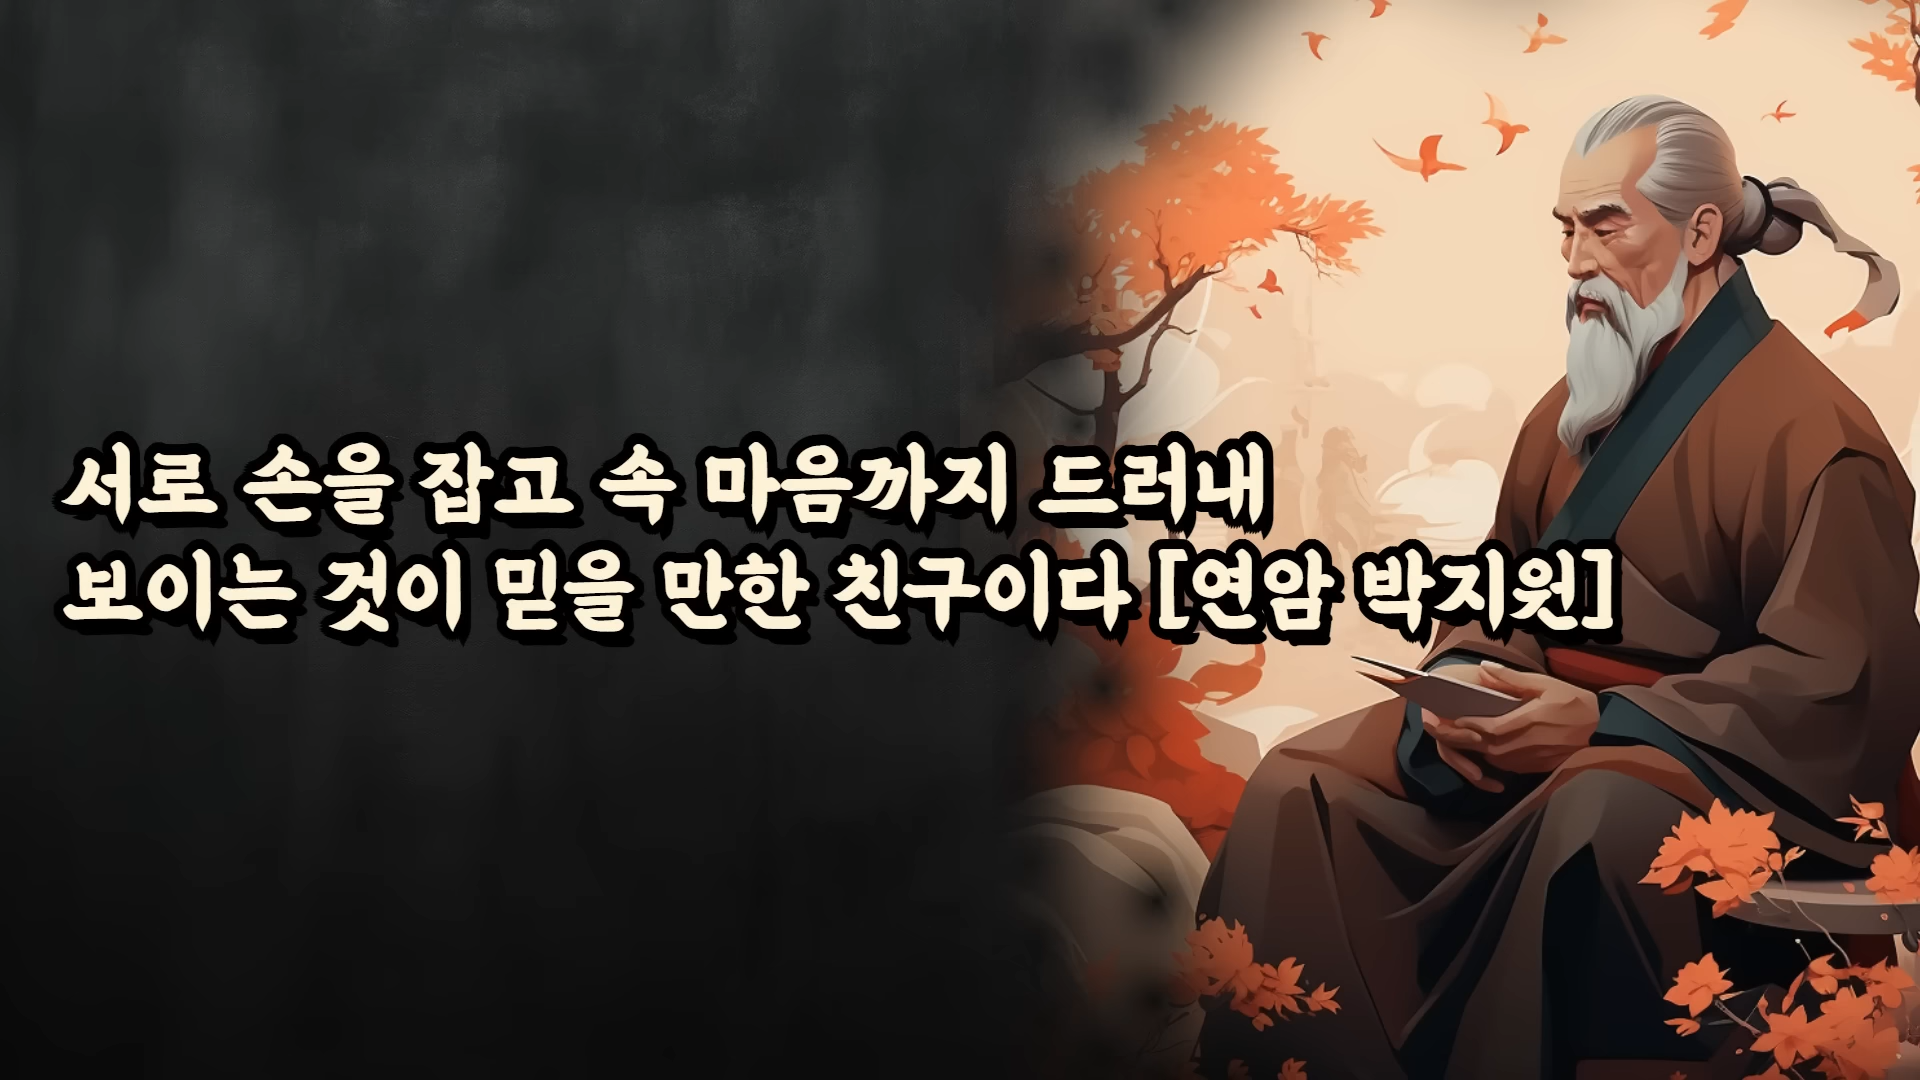 서로 손을 잡고 속 마음까지 드러내
보이는 것이 믿을 만한 친구이다 [연암 박지원]